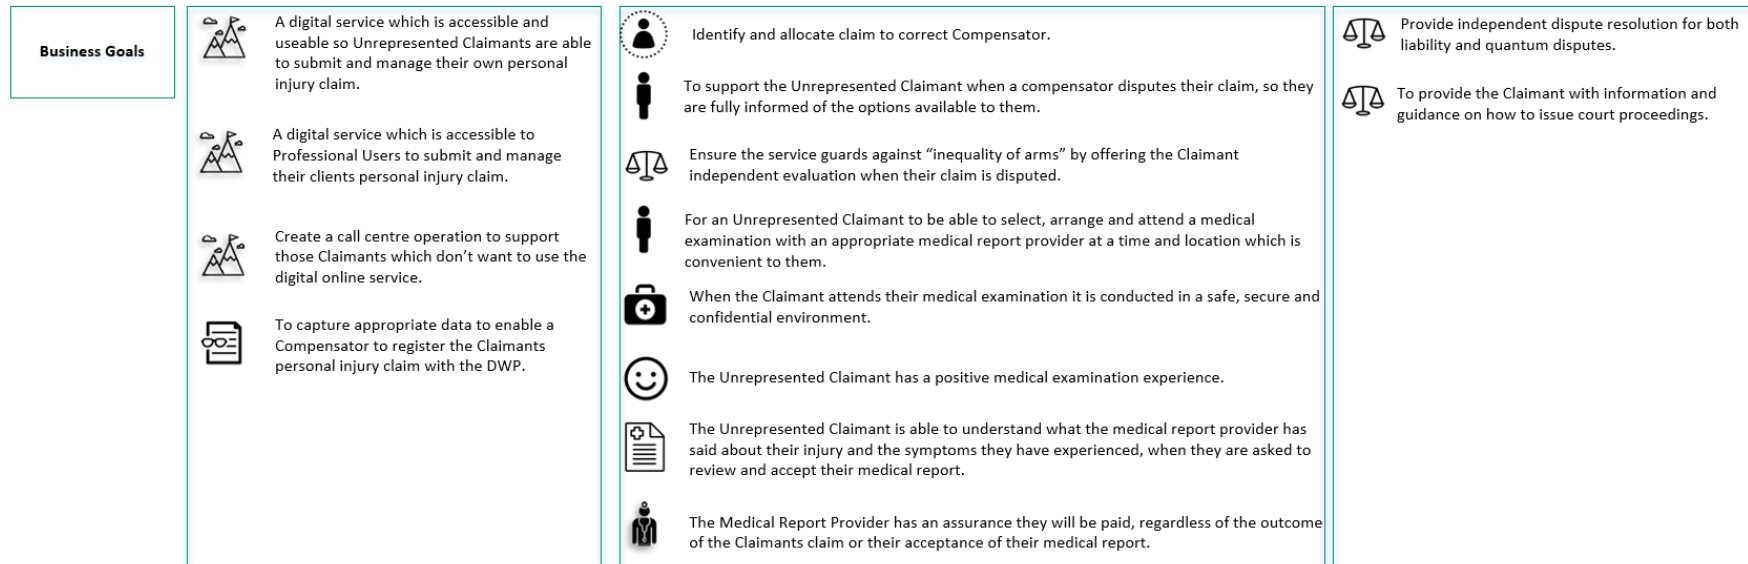 Business Goals
A digital service which is accessible and
useable so Unrepresented Claimants are able
to submit and manage their own personal
injury claim.
A digital service which is accessible to
Professional Users to submit and manage
their clients personal injury claim.
Create a call centre operation to support
those Claimants which don’t want to use the
digital online service.
To capture appropriate data to enable a
Compensator to register the Claimants
personal injury claim with the DWP.
Identify and allocate claim to correct Compensator.
To support the Unrepresented Claimant when a compensator disputes their claim, so they
are fully informed of the options available to them.
Ensure the service guards against “inequality of arms” by offering the Claimant
independent evaluation when their claim is disputed.
For an Unrepresented Claimant to be able to select, arrange and attend a medical
examination with an appropriate medical report provider at a time and location which is
convenient to them.
When the Claimant attends their medical examination it is conducted in a safe, secure and
confidential environment.
The Unrepresented Claimant has a positive medical examination experience.
The Unrepresented Claimant is able to understand what the medical report provider has
said about their injury and the symptoms they have experienced, when they are asked to
review and accept their medical report.
The Medical Report Provider has an assurance they will be paid, regardless of the outcome
of the Claimants claim or their acceptance of their medical report.
Provide independent dispute resolution for both
liability and quantum disputes.
To provide the Claimant with information and
guidance on how to issue court proceedings.